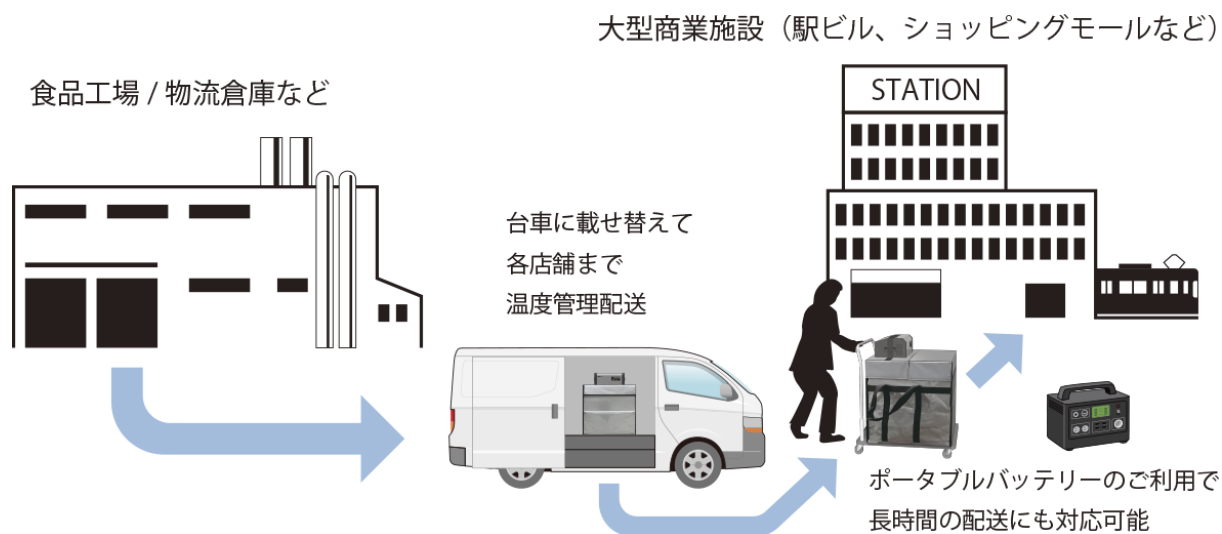 大型商業施設（駅ビル、ショッピングモールなど）
食品工場 / 物流倉庫など
STATION
台車に載せ替えて
各店舗まで
温度管理配送
ポータブルバッテリーのご利用で
長時間の配送にも対応可能